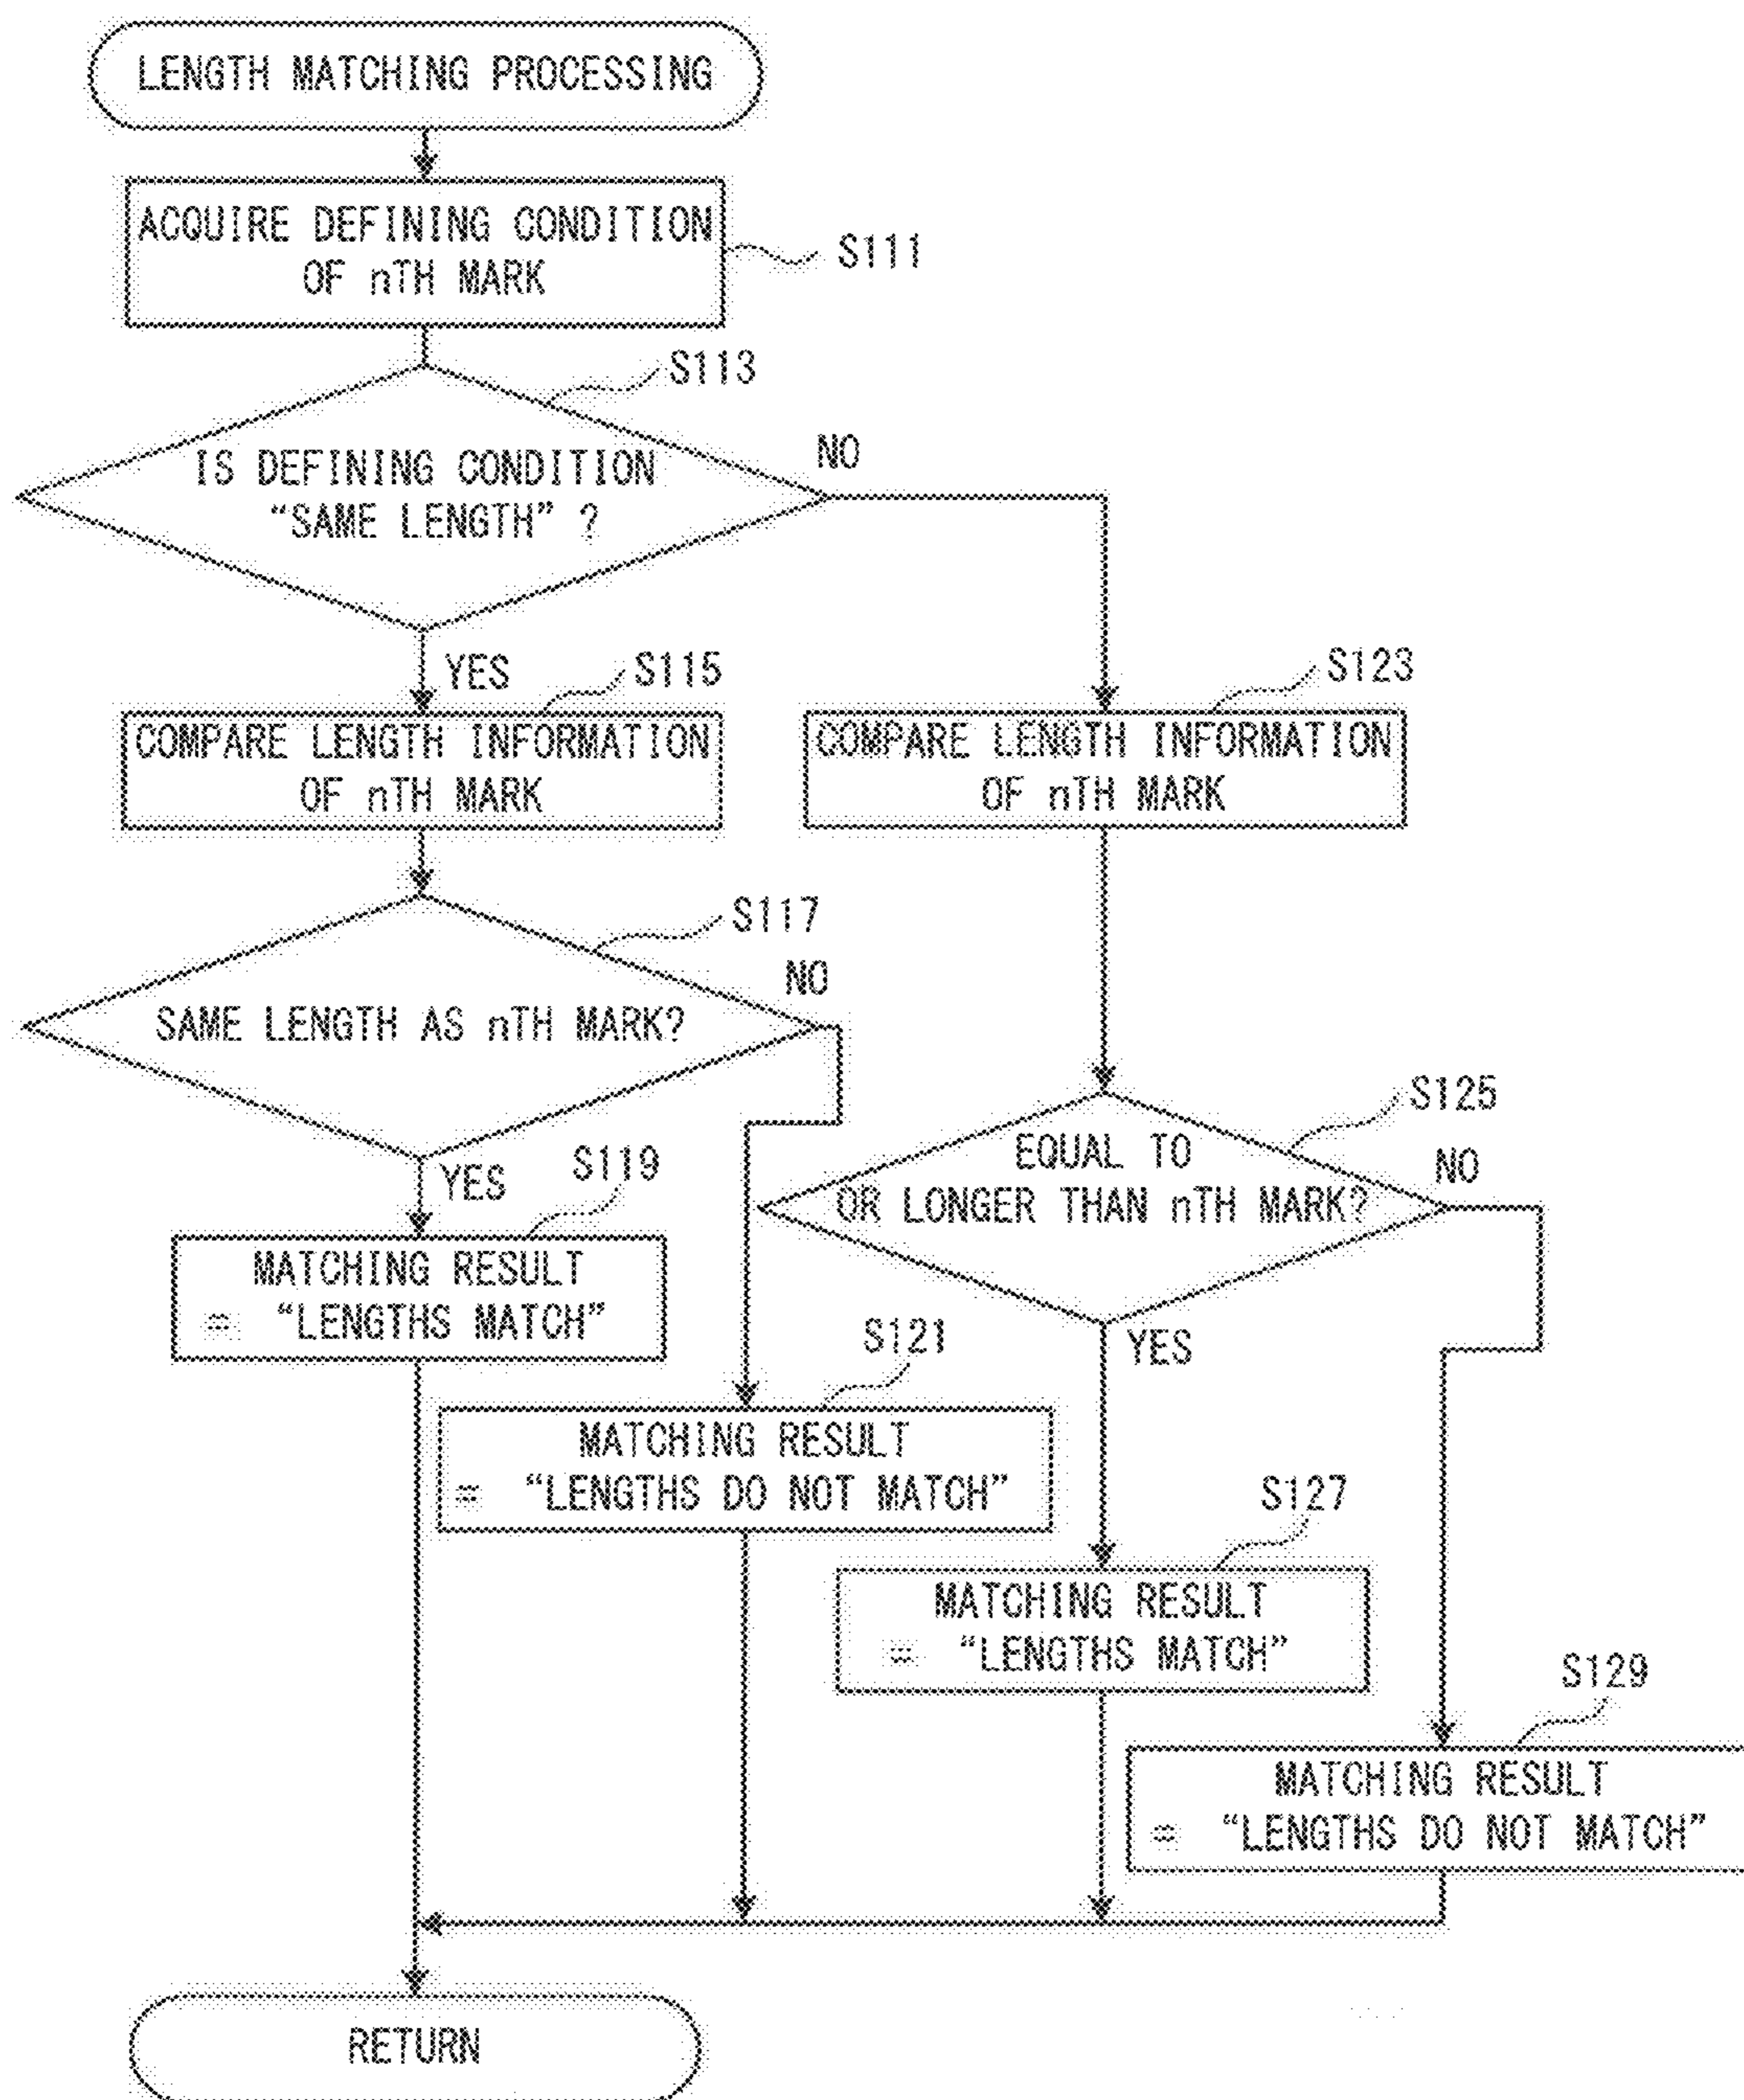 LENGTH MATCHING PROCESSING
ACQUIRE DEFINING CONDITION
OF nTH MARK
S111
S113
IS DEFINING CONDITION
“SAME LENGTH” ?
NO
YES
S115
COMPARE LENGTH INFORMATION
OF nTH MARK
S123
COMPARE LENGTH INFORMATION
OF nTH MARK
S117
NO
SAME LENGTH AS nTH MARK?
YES
S119
MATCHING RESULT
= “LENGTHS MATCH”
S125
EQUAL TO
OR LONGER THAN nTH MARK?
NO
YES
S121
MATCHING RESULT
= “LENGTHS DO NOT MATCH”
S127
MATCHING RESULT
= “LENGTHS MATCH”
S129
MATCHING RESULT
= “LENGTHS DO NOT MATCH”
RETURN